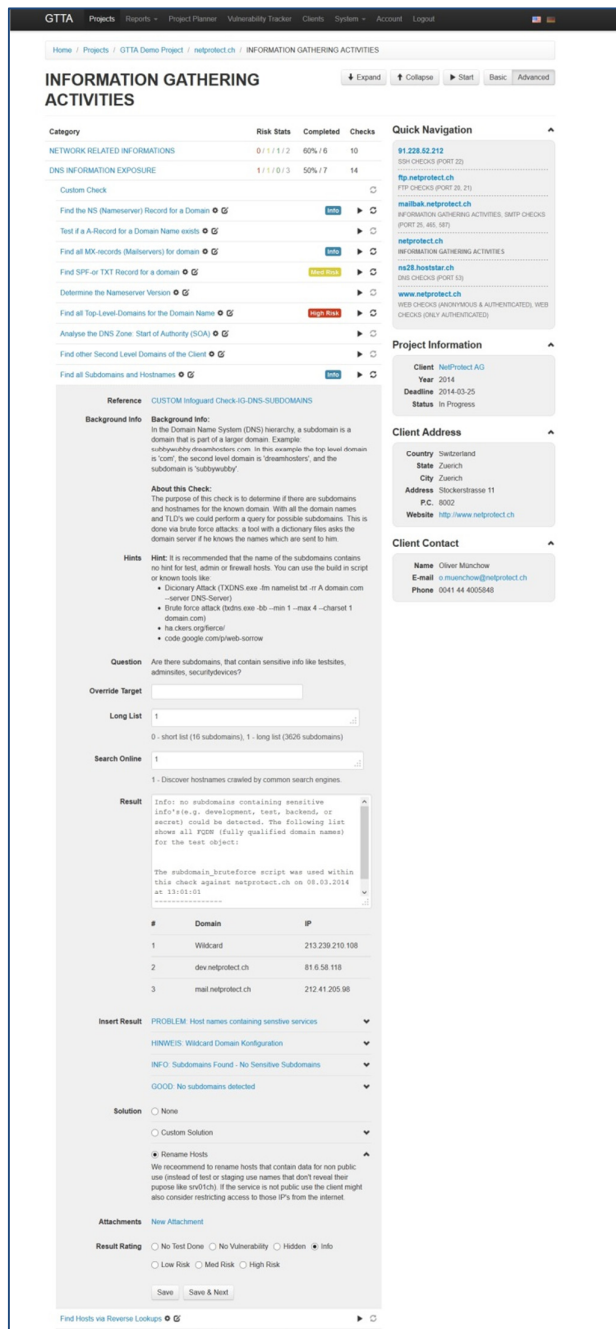 GTTA Projects Reports Project Planner Vulnerability Tracker Clients System Account Logout
Home / Projects / GTTA Demo Project / netprotect.ch / INFORMATION GATHERING ACTIVITIES
INFORMATION GATHERING
ACTIVITIES
Expand Collapse Start Basic Advanced
Category Risk Stats Completed Checks
NETWORK RELATED INFORMATIONS 0 / 1 / 1 / 2 60% / 6 10
DNS INFORMATION EXPOSURE 1 / 1 / 0 / 3 50% / 7 14
Custom Check
Find the NS (Nameserver) Record for a Domain Info
Test if a A-Record for a Domain Name exists
Find all MX-records (Mailservers) for domain Info
Find SPF-or TXT Record for a domain Med Risk
Determine the Nameserver Version
Find all Top-Level-Domains for the Domain Name High Risk
Analyse the DNS Zone: Start of Authority (SOA)
Find other Second Level Domains of the Client
Find all Subdomains and Hostnames Info
Reference CUSTOM Infoguard Check-IG-DNS-SUBDOMAINS
Background Info Background Info:
In the Domain Name System (DNS) hierarchy, a subdomain is a
domain that is part of a larger domain. Example:
subbywubby.dreamhosters.com. In this example the top level domain
is 'com', the second level domain is 'dreamhosters', and the
subdomain is 'subbywubby'.
About this Check:
The purpose of this check is to determine if there are subdomains
and hostnames for the known domain. With all the domain names
and TLD's we could perform a query for possible subdomains. This is
done via brute force attacks: a tool with a dictionary files asks the
domain server if he knows the names which are sent to him.
Hints Hint: It is recommended that the name of the subdomains contains
no hint for test, admin or firewall hosts. You can use the build in script
or known tools like:
• Dicionary Attack (TXDNS exe -fm namelist txt -rr A domain.com
--server DNS-Server)
• Brute force attack (txdns.exe -bb --min 1 --max 4 --charset 1
domain.com)
• ha.ckers.org/fierce/
• code.google.com/p/web-sorrow
Question Are there subdomains, that contain sensitive info like testsites,
adminsites, securitydevices?
Override Target
Long List 1
0 - short list (16 subdomains), 1 - long list (3626 subdomains)
Search Online 1
1 - Discover hostnames crawled by common search engines.
Result Info: no subdomains containing sensitive
info's(e.g. development, test, backend, or
secret) could be detected. The following list
shows all FQDN (fully qualified domain names)
for the test object:
The subdomain_bruteforce script was used within
this check against netprotect.ch on 08.03.2014
at 13:01:01
----------------
# Domain IP
1 Wildcard 213.239.210.108
2 dev.netprotect.ch 81.6.58.118
3 mail.netprotect.ch 212.41.205.98
Insert Result PROBLEM: Host names containing senstive services
HINWEIS: Wildcard Domain Konfiguration
INFO: Subdomains Found - No Sensitive Subdomains
GOOD: No subdomains detected
Solution None
Custom Solution
Rename Hosts
We receommend to rename hosts that contain data for non public
use (instead of test or staging use names that don't reveal their
pupose like srv01ch). If the service is not public use the client might
also consider restricting access to those IP's from the internet.
Attachments New Attachment
Result Rating No Test Done No Vulnerability Hidden Info
Low Risk Med Risk High Risk
Save Save & Next
Find Hosts via Reverse Lookups
Quick Navigation
91.228.52.212
SSH CHECKS (PORT 22)
ftp.netprotect.ch
FTP CHECKS (PORT 20, 21)
mailbak.netprotect.ch
INFORMATION GATHERING ACTIVITIES, SMTP CHECKS
(PORT 25, 465, 587)
netprotect.ch
INFORMATION GATHERING ACTIVITIES
ns28.hoststar.ch
DNS CHECKS (PORT 53)
www.netprotect.ch
WEB CHECKS (ANONYMOUS & AUTHENTICATED), WEB
CHECKS (ONLY AUTHENTICATED)
Project Information
Client NetProtect AG
Year 2014
Deadline 2014-03-25
Status In Progress
Client Address
Country Switzerland
State Zuerich
City Zuerich
Address Stockerstrasse 11
P.C. 8002
Website http://www.netprotect.ch
Client Contact
Name Oliver Münchow
E-mail o.muenchow@netprotect.ch
Phone 0041 44 4005848